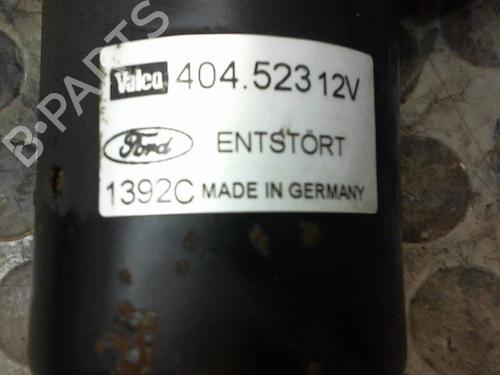 Valeo 404.523 12V
Ford ENTSTÖRT
1392C MADE IN GERMANY
B-PARTS